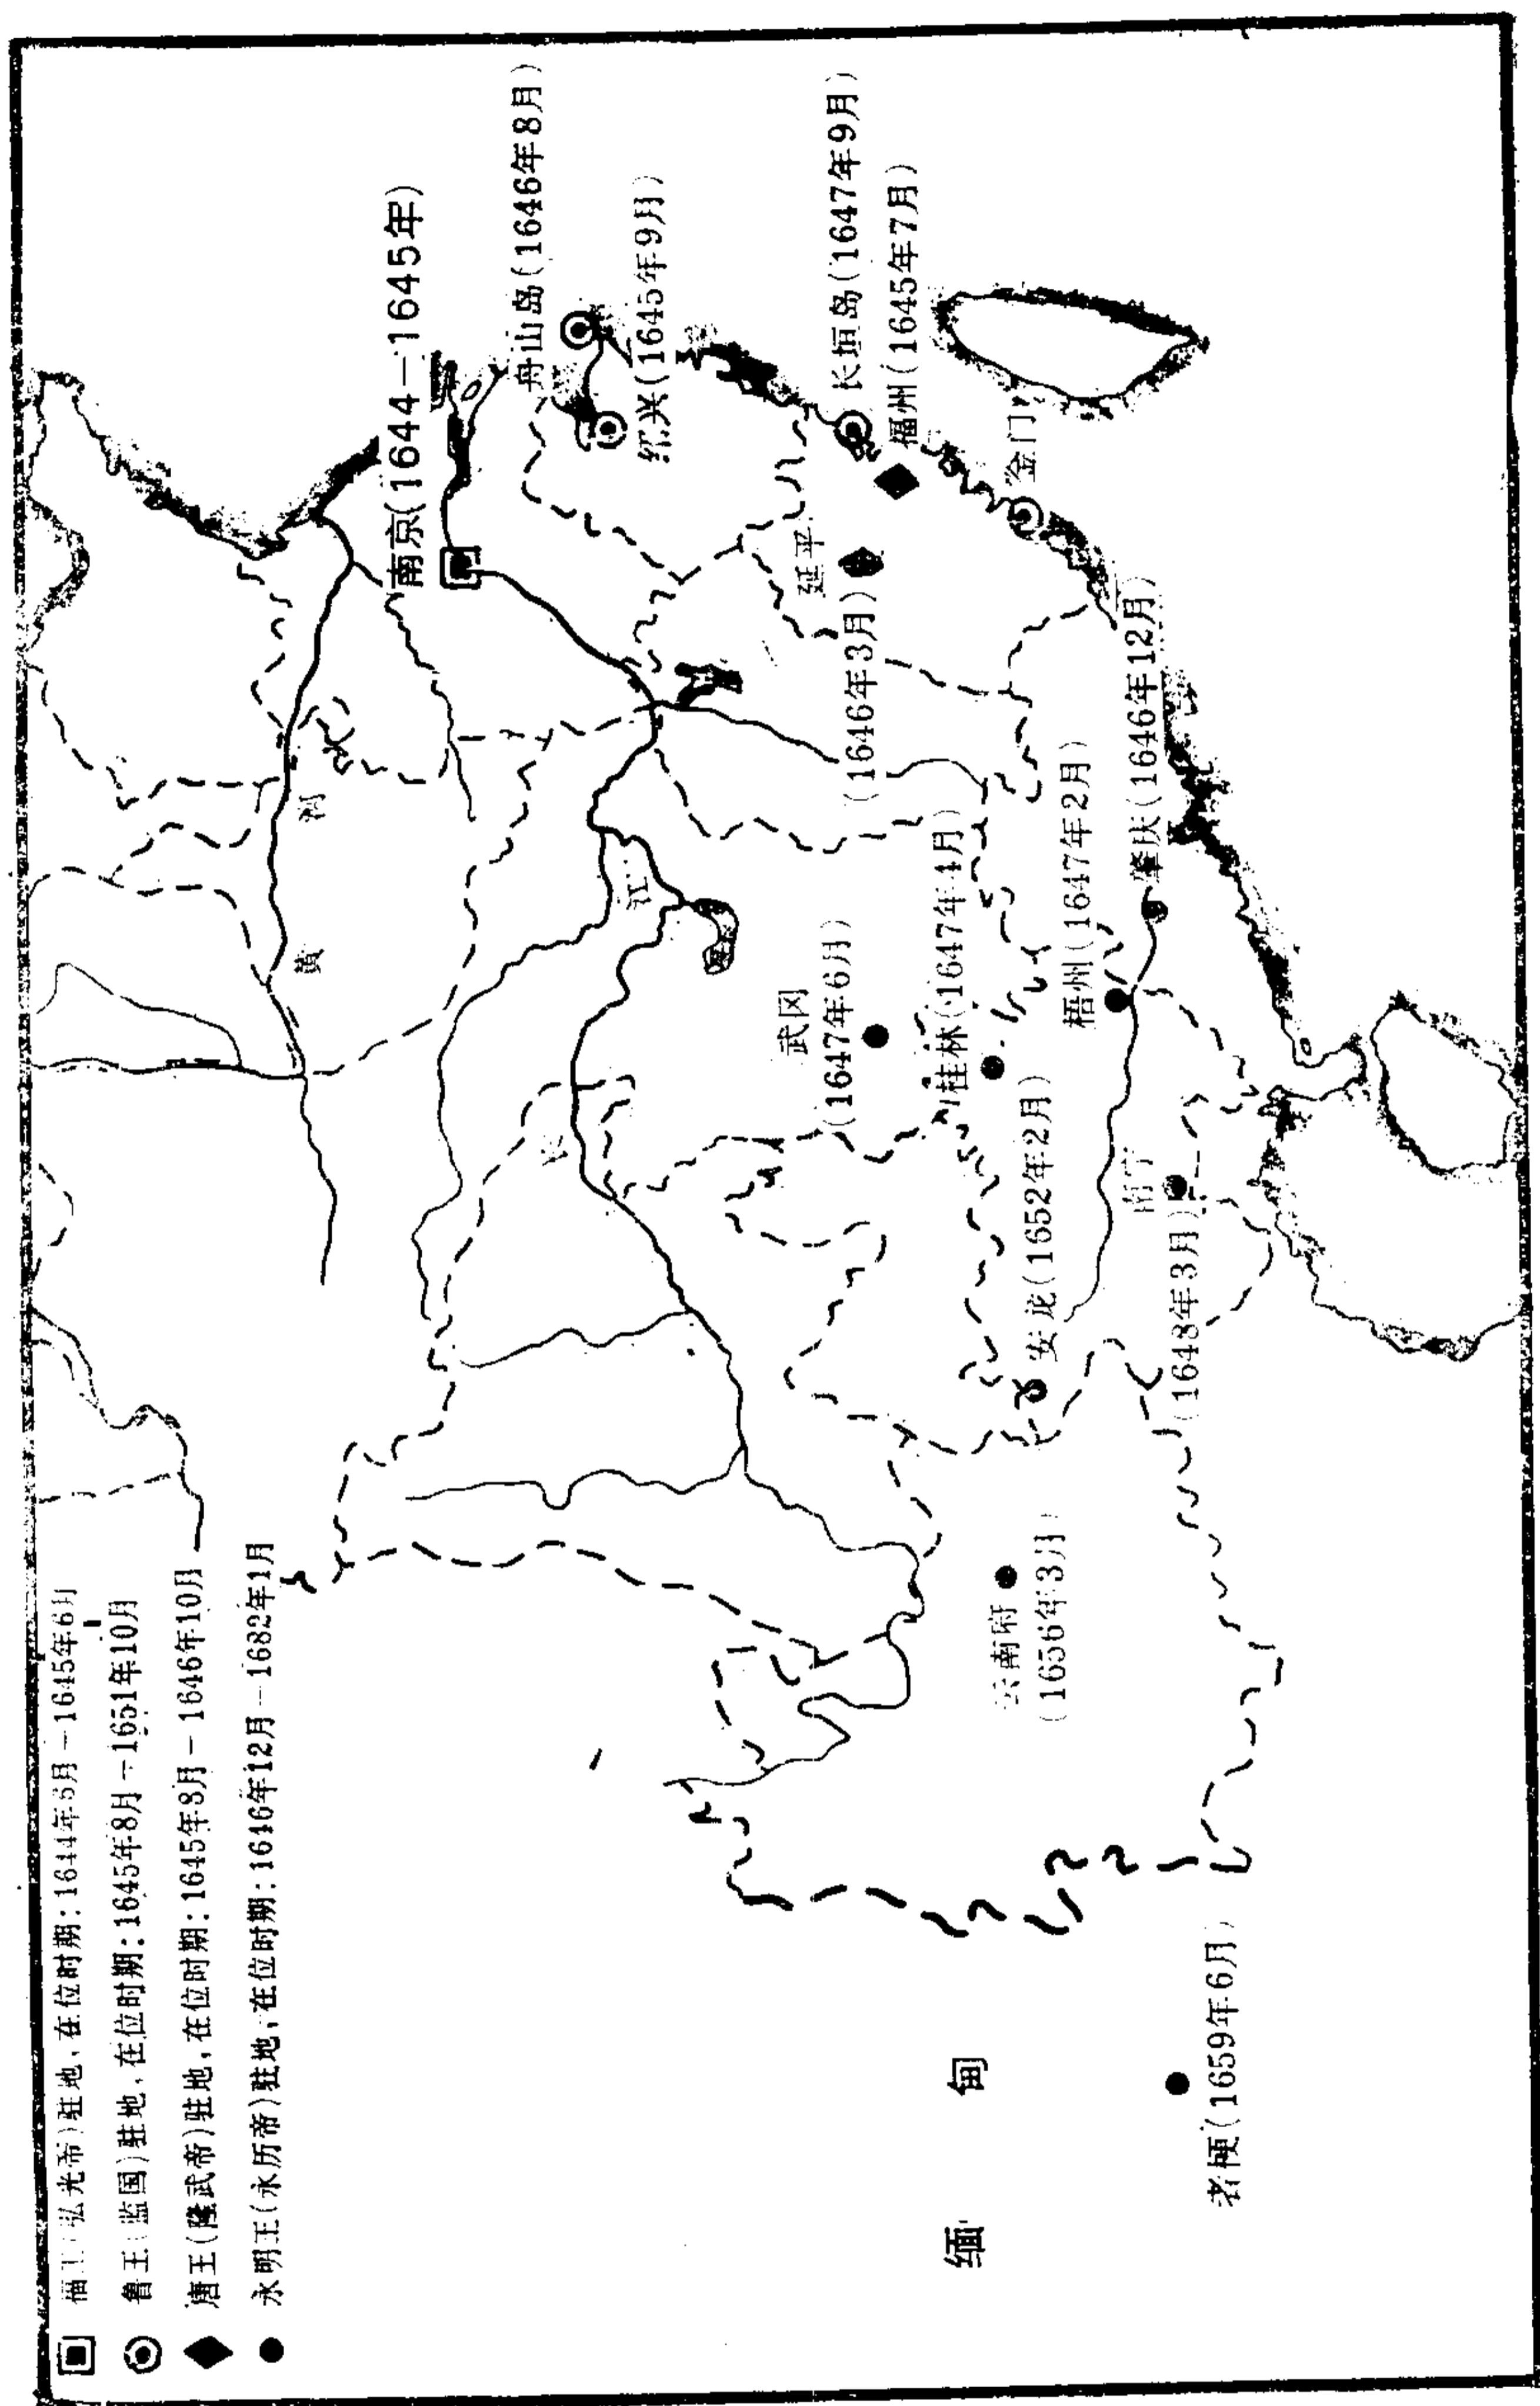 福王(弘光帝)驻地、在位时期:1644年6月-1645年6月
鲁王(监国)驻地,在位时期:1645年8月-1651年10月
唐王(隆武帝)驻地,在位时期:1645年8月-1646年10月
永明王(永历帝)驻地,在位时期:1646年12月-1682年1月
南京(1644-1645年)
舟山岛(1646年8月)
绍兴(1645年9月)
长垣岛(1647年9月)
福州(1645年7月)
金门
延平
(1646年3月)
黄
河
长
江
武冈
(1647年6月)
桂林(1647年4月)
梧州(1647年2月)
肇庆(1646年12月)
安龙(1652年2月)
南宁
(1648年3月)
云南府
(1656年3月)
缅 甸
者梗(1659年6月)